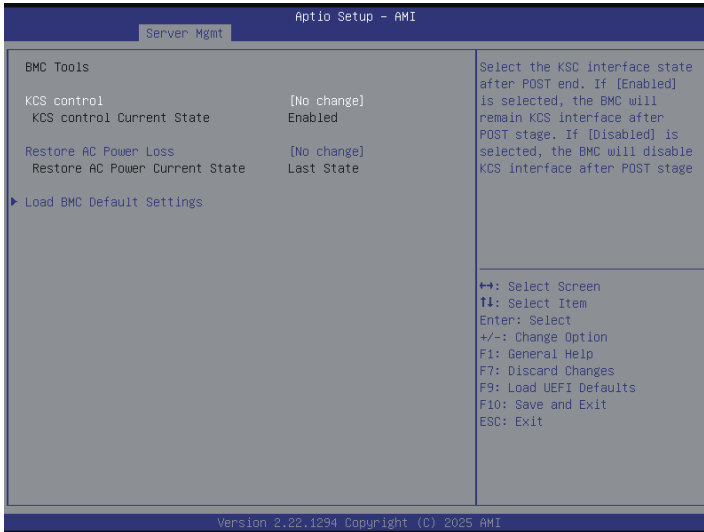 Aptio Setup – AMI
Server Mgmt
BMC Tools
KCS control [No change]
KCS control Current State Enabled
Restore AC Power Loss [No change]
Restore AC Power Current State Last State
Load BMC Default Settings
Select the KSC interface state
after POST end. If [Enabled]
is selected, the BMC will
remain KCS interface after
POST stage. If [Disabled] is
selected, the BMC will disable
KCS interface after POST stage
↔: Select Screen
↑↓: Select Item
Enter: Select
+/-: Change Option
F1: General Help
F7: Discard Changes
F9: Load UEFI Defaults
F10: Save and Exit
ESC: Exit
Version 2.22.1294 Copyright (C) 2025 AMI